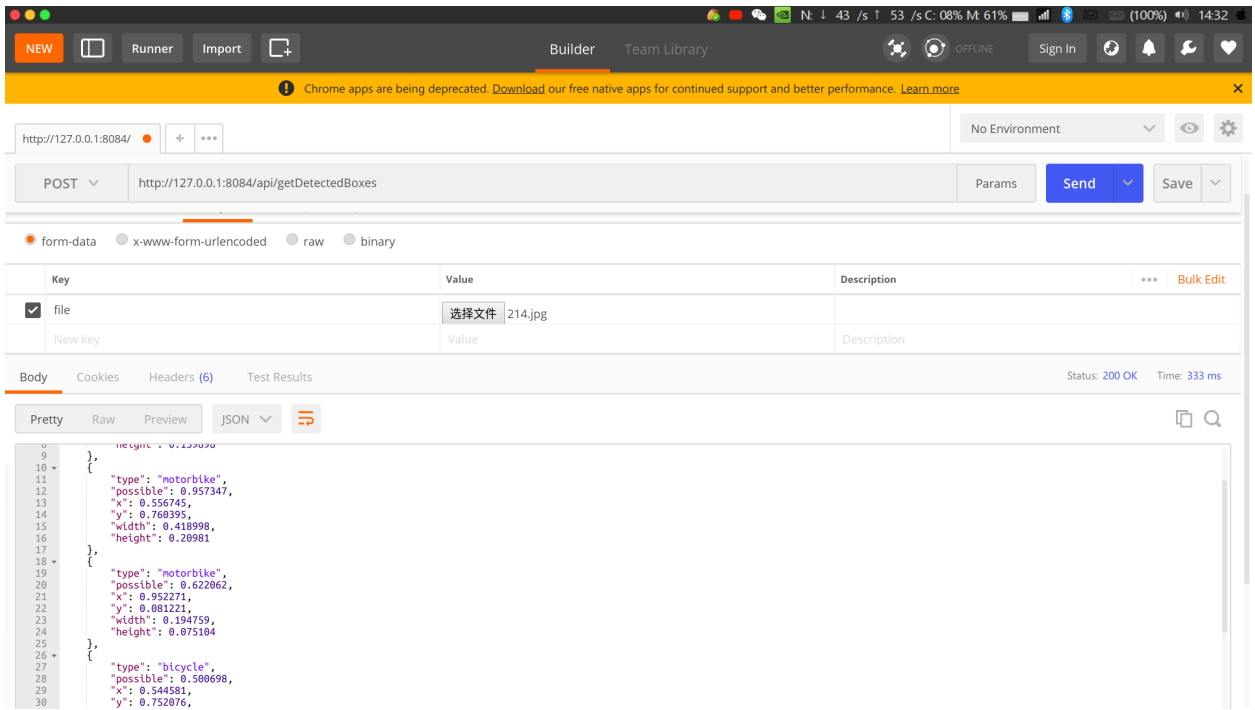 N: ↓ 43 /s ↑ 53 /s C: 08% M: 61% (100%) 14:32
NEW Runner Import Builder Team Library OFFLINE Sign In
Chrome apps are being deprecated. Download our free native apps for continued support and better performance. Learn more
http://127.0.0.1:8084/ No Environment
POST http://127.0.0.1:8084/api/getDetectedBoxes Params Send Save
form-data x-www-form-urlencoded raw binary
Key Value Description Bulk Edit
file 选择文件 214.jpg
New key Value Description
Body Cookies Headers (6) Test Results Status: 200 OK Time: 333 ms
Pretty Raw Preview JSON
8 "height": 0.139898
9 },
10 {
11 "type": "motorbike",
12 "possible": 0.957347,
13 "x": 0.556745,
14 "y": 0.760395,
15 "width": 0.418998,
16 "height": 0.20981
17 },
18 {
19 "type": "motorbike",
20 "possible": 0.622062,
21 "x": 0.952271,
22 "y": 0.081221,
23 "width": 0.194759,
24 "height": 0.075104
25 },
26 {
27 "type": "bicycle",
28 "possible": 0.500698,
29 "x": 0.544581,
30 "y": 0.752076,